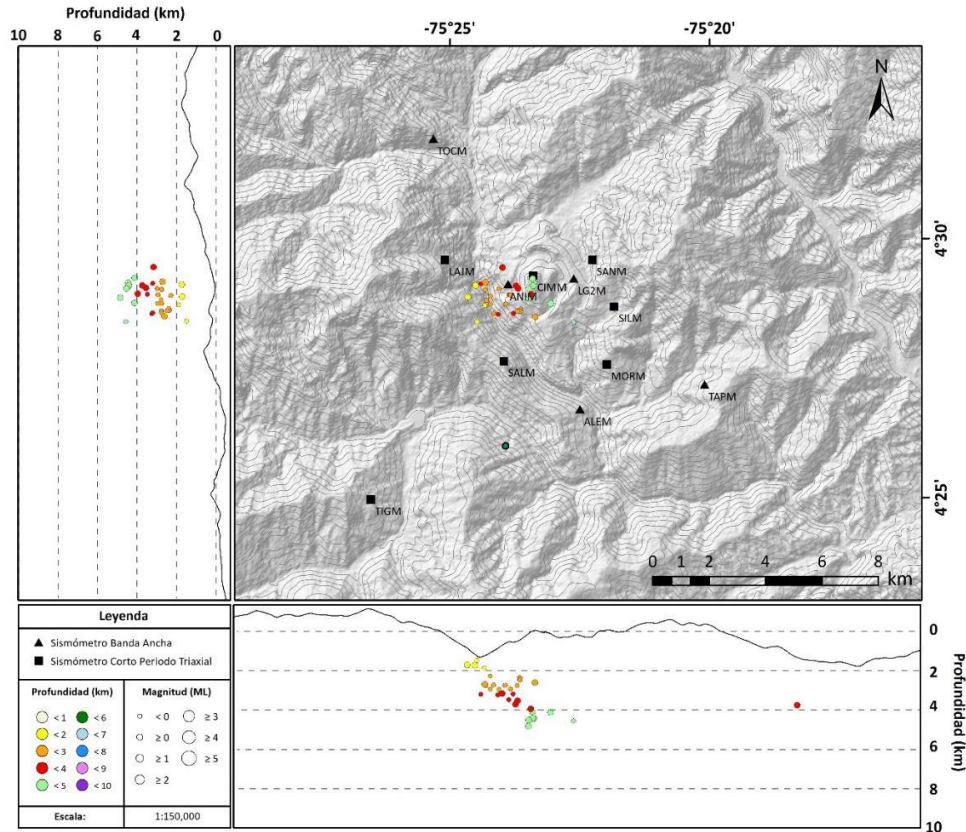 Profundidad (km)
10 8 6 4 2 0
-75°25' -75°20'
N
TOCM
4°30'
LAJM SANM
CIMM
ANIM LG2M
SILM
SALM MORM
TAPM
ALEM
4°25'
TIGM
0 1 2 4 6 8
km
Leyenda
Sismómetro Banda Ancha
Sismómetro Corto Periodo Triaxial
Profundidad (km) Magnitud (ML)
< 1 < 6 < 0 ≥ 3
< 2 < 7 ≥ 0 ≥ 4
< 3 < 8 ≥ 1 ≥ 5
< 4 < 9 ≥ 2
< 5 < 10
Escala: 1:150,000
0
2
4
6
8
10
Profundidad (km)